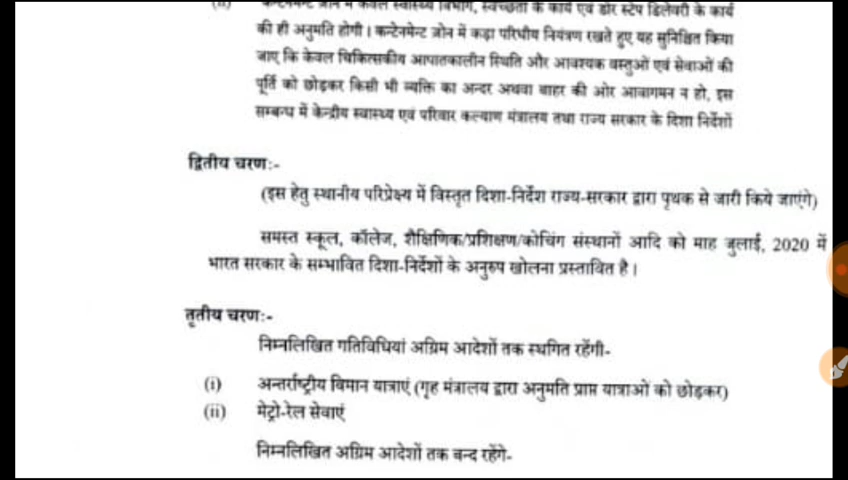 (ii) कन्टेनमेन्ट ज़ोन में केवल स्वास्थ्य विभाग, स्वच्छता के कार्य एवं डोर स्टेप डिलेवरी के कार्य
की ही अनुमति होगी। कन्टेनमेन्ट ज़ोन में कड़ा परिधीय नियंत्रण रखते हुए यह सुनिश्चित किया
जाए कि केवल चिकित्सकीय आपातकालीन स्थिति और आवश्यक वस्तुओं एवं सेवाओं की
पूर्ति को छोड़कर किसी भी व्यक्ति का अन्दर अथवा बाहर की ओर आवागमन न हो, इस
सम्बन्ध में केन्द्रीय स्वास्थ्य एवं परिवार कल्याण मंत्रालय तथा राज्य सरकार के दिशा निर्देशों
द्वितीय चरण:-
(इस हेतु स्थानीय परिप्रेक्ष्य में विस्तृत दिशा-निर्देश राज्य-सरकार द्वारा पृथक से जारी किये जाएंगे)
समस्त स्कूल, कॉलेज, शैक्षिणिक/प्रशिक्षण/कोचिंग संस्थानों आदि को माह जुलाई, 2020 में
भारत सरकार के सम्भावित दिशा-निर्देशों के अनुरुप खोलना प्रस्तावित है।
तृतीय चरण:-
निम्नलिखित गतिविधियां अग्रिम आदेशों तक स्थगित रहेंगी-
(i) अन्तर्राष्ट्रीय विमान यात्राएं (गृह मंत्रालय द्वारा अनुमति प्राप्त यात्राओं को छोड़कर)
(ii) मेट्रो-रेल सेवाएं
निम्नलिखित अग्रिम आदेशों तक बन्द रहेंगे-